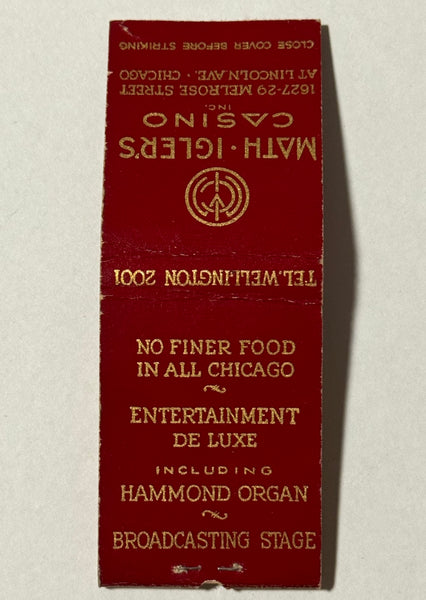 CLOSE COVER BEFORE STRIKING
MATH·IGLER'S
CASINO
INC.
1627-29 MELROSE STREET
AT LINCOLN AVE. · CHICAGO
TEL. WELLINGTON 2001
NO FINER FOOD
IN ALL CHICAGO
ENTERTAINMENT
DE LUXE
INCLUDING
HAMMOND ORGAN
BROADCASTING STAGE